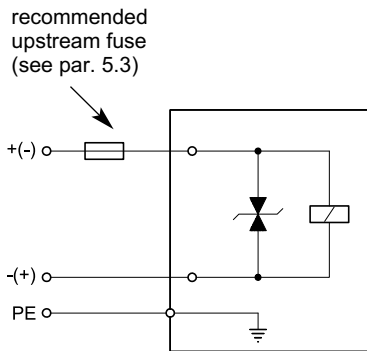 recommended
upstream fuse
(see par. 5.3)
+(-)
-(+)
PE